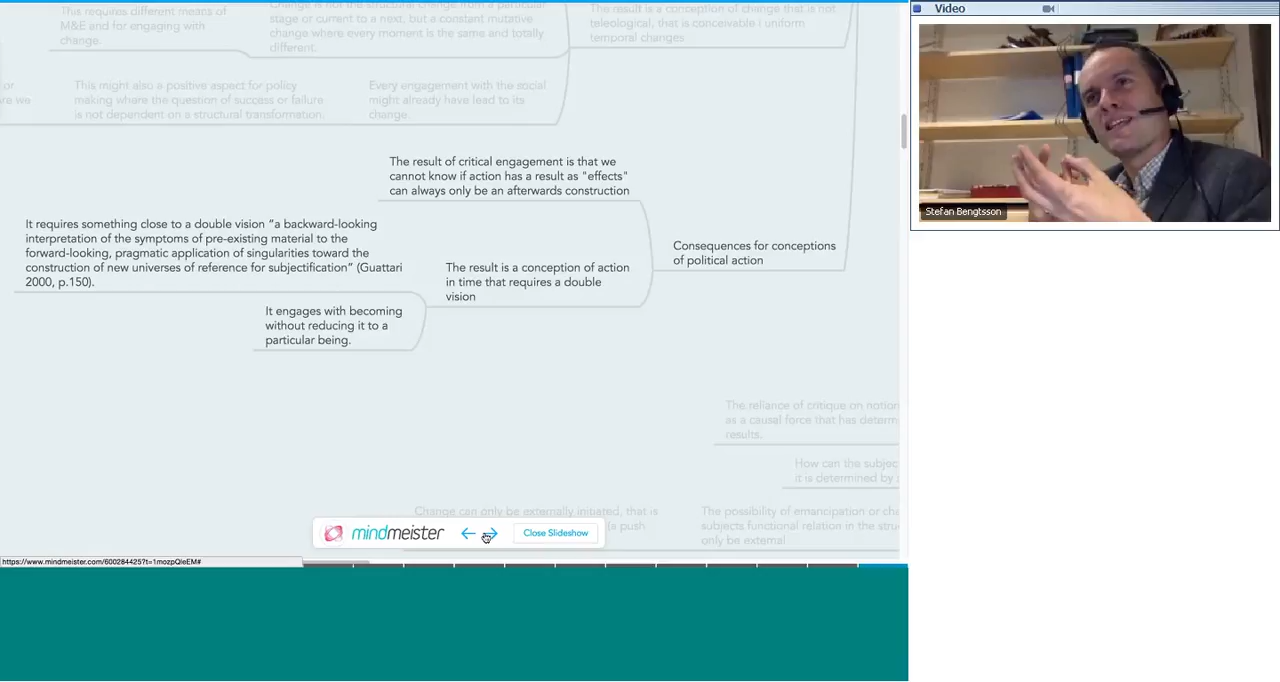 This requires different means of
M&E and for engaging with
change.
Change is not the structural change from a particular
stage or current to a next, but a constant mutative
change where every moment is the same and totally
different.
The result is a conception of change that is not
teleological, that is conceivable I uniform
temporal changes
or
are we
This might also a positive aspect for policy
making where the question of success or failure
is not dependent on a structural transformation.
Every engagement with the social
might already have lead to its
change.
The result of critical engagement is that we
cannot know if action has a result as "effects"
can always only be an afterwards construction
It requires something close to a double vision “a backward-looking
interpretation of the symptoms of pre-existing material to the
forward-looking, pragmatic application of singularities toward the
construction of new universes of reference for subjectification” (Guattari
2000, p.150).
The result is a conception of action
in time that requires a double
vision
Consequences for conceptions
of political action
It engages with becoming
without reducing it to a
particular being.
The reliance of critique on notion
as a causal force that has determ
results.
How can the subjec
it is determined by
Change can only be externally initiated, that is
(is push
The possibility of emancipation or cha
subjects functional relation in the stru
only be external
mindmeister
Close Slideshow
https://www.mindmeister.com/600284425?t=1mozpQleEM#
Video
Stefan Bengtsson